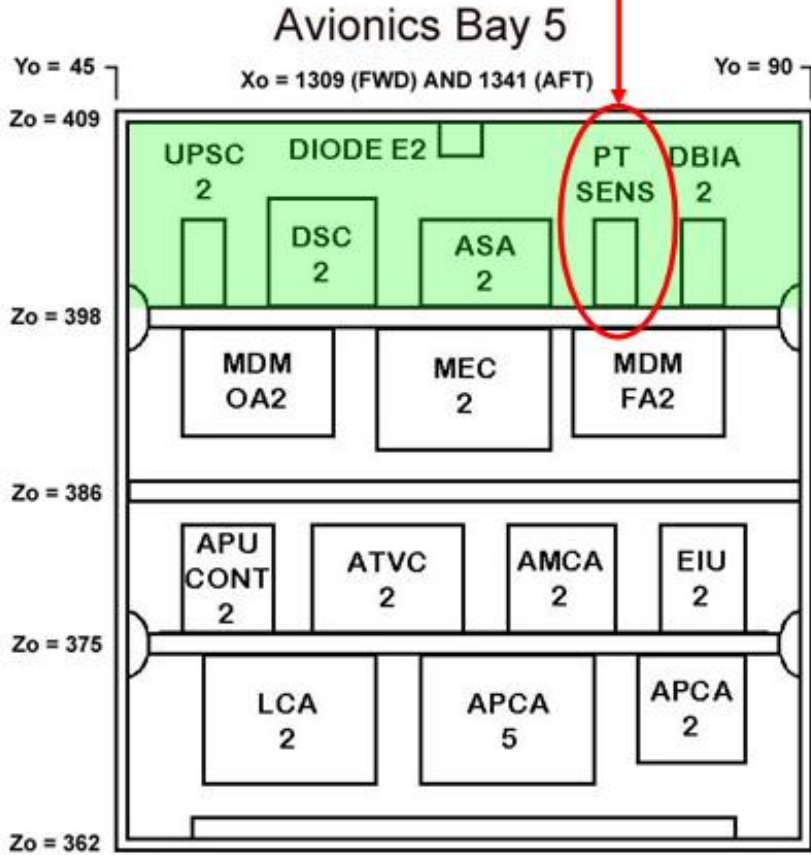 Avionics Bay 5
Yo = 45
Xo = 1309 (FWD) AND 1341 (AFT)
Yo = 90
Zo = 409
UPSC
2
DIODE E2
PT
SENS
DBIA
2
DSC
2
ASA
2
Zo = 398
MDM
OA2
MEC
2
MDM
FA2
Zo = 386
APU
CONT
2
ATVC
2
AMCA
2
EIU
2
Zo = 375
LCA
2
APCA
5
APCA
2
Zo = 362